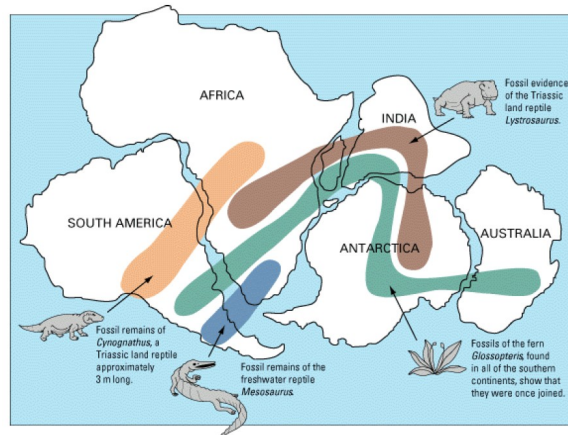 AFRICA
INDIA
SOUTH AMERICA
ANTARCTICA
AUSTRALIA
Fossil evidence
of the Triassic
land reptile
Lystrosaurus.
Fossil remains of
Cynognathus, a
Triassic land reptile
approximately
3 m long.
Fossil remains of the
freshwater reptile
Mesosaurus.
Fossils of the fern
Glossopteris, found
in all of the southern
continents, show that
they were once joined.